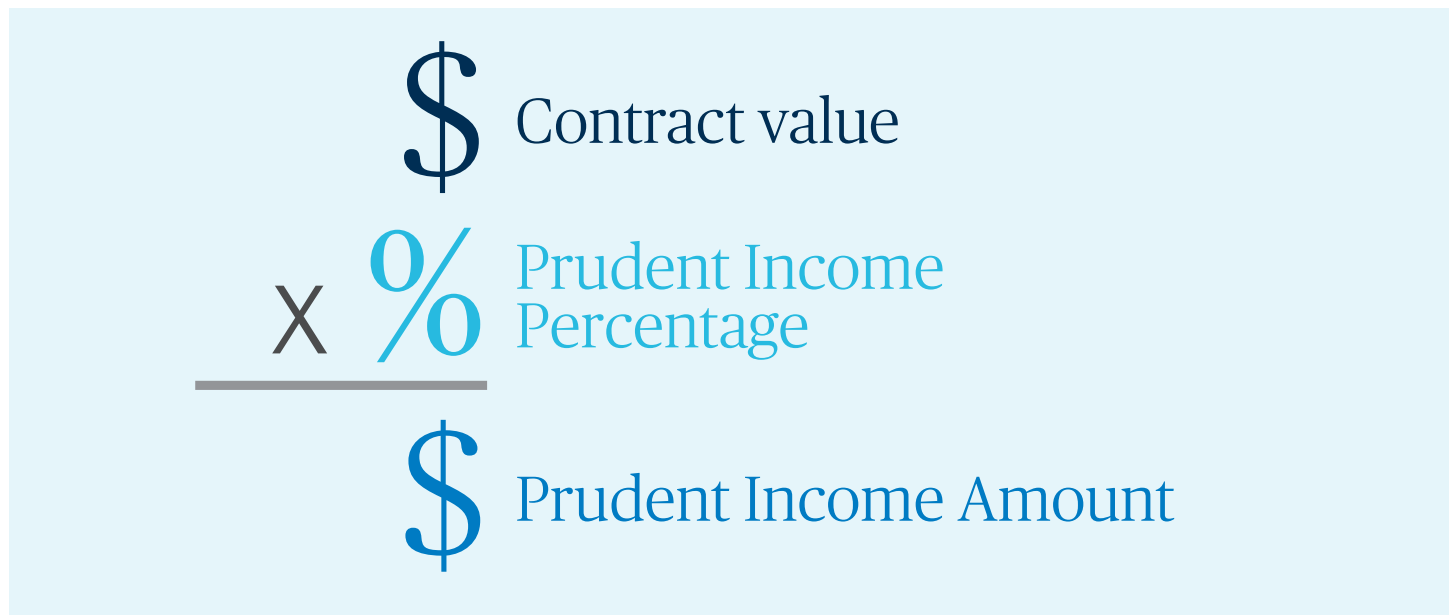 $ Contract value
X % Prudent Income
Percentage
$ Prudent Income Amount